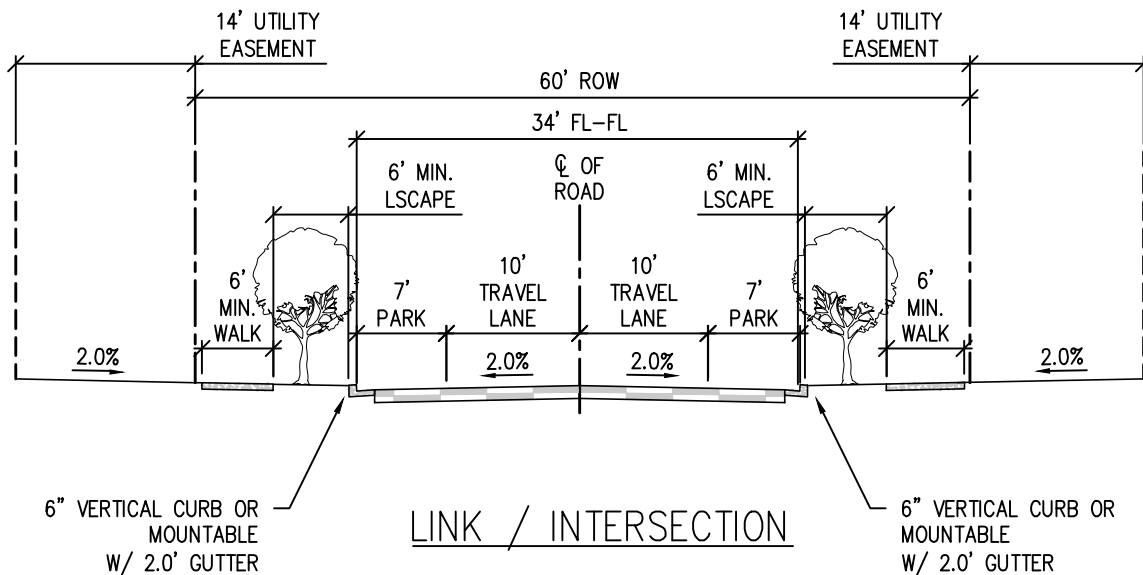 14' UTILITY
EASEMENT
14' UTILITY
EASEMENT
60' ROW
34' FL-FL
6' MIN.
LSCAPE
℄ OF
ROAD
6' MIN.
LSCAPE
6'
MIN.
WALK
7'
PARK
10'
TRAVEL
LANE
10'
TRAVEL
LANE
7'
PARK
6'
MIN.
WALK
2.0%
2.0%
2.0%
2.0%
6" VERTICAL CURB OR
MOUNTABLE
W/ 2.0' GUTTER
LINK / INTERSECTION
6" VERTICAL CURB OR
MOUNTABLE
W/ 2.0' GUTTER